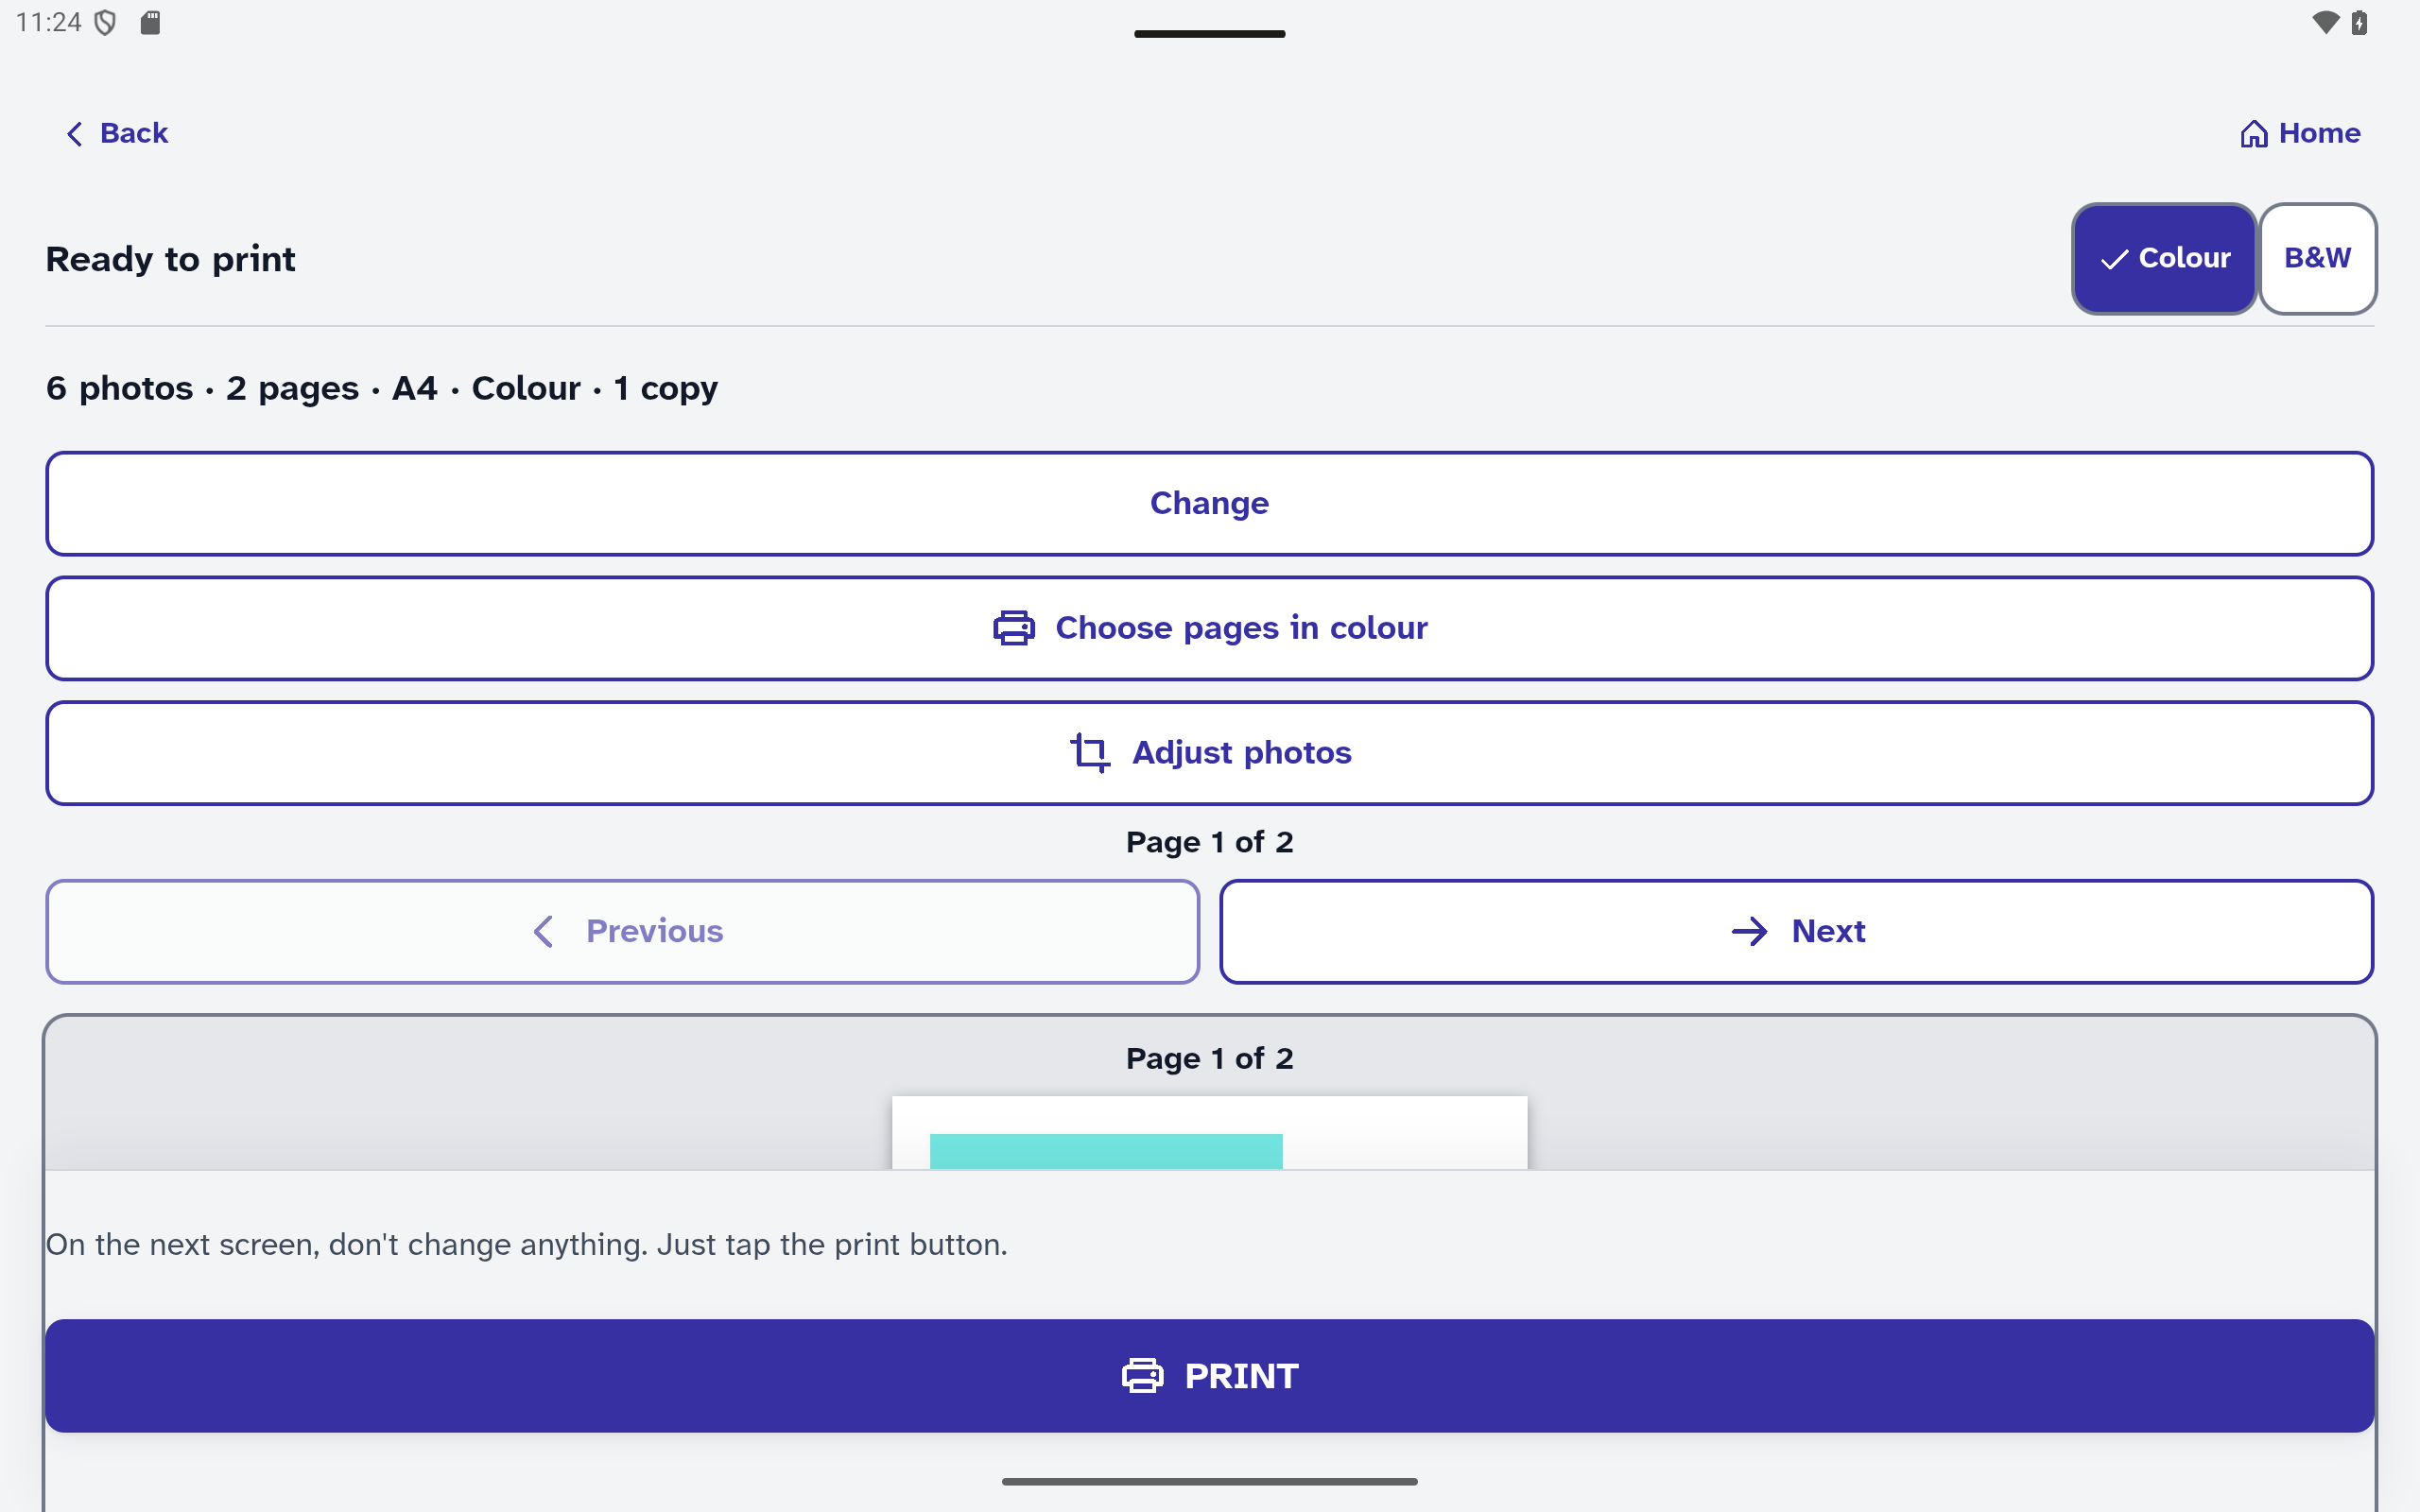 11:24
Back
Home
Ready to print
Colour
B&W
6 photos · 2 pages · A4 · Colour · 1 copy
Change
Choose pages in colour
Adjust photos
Page 1 of 2
Previous
Next
Page 1 of 2
On the next screen, don't change anything. Just tap the print button.
PRINT